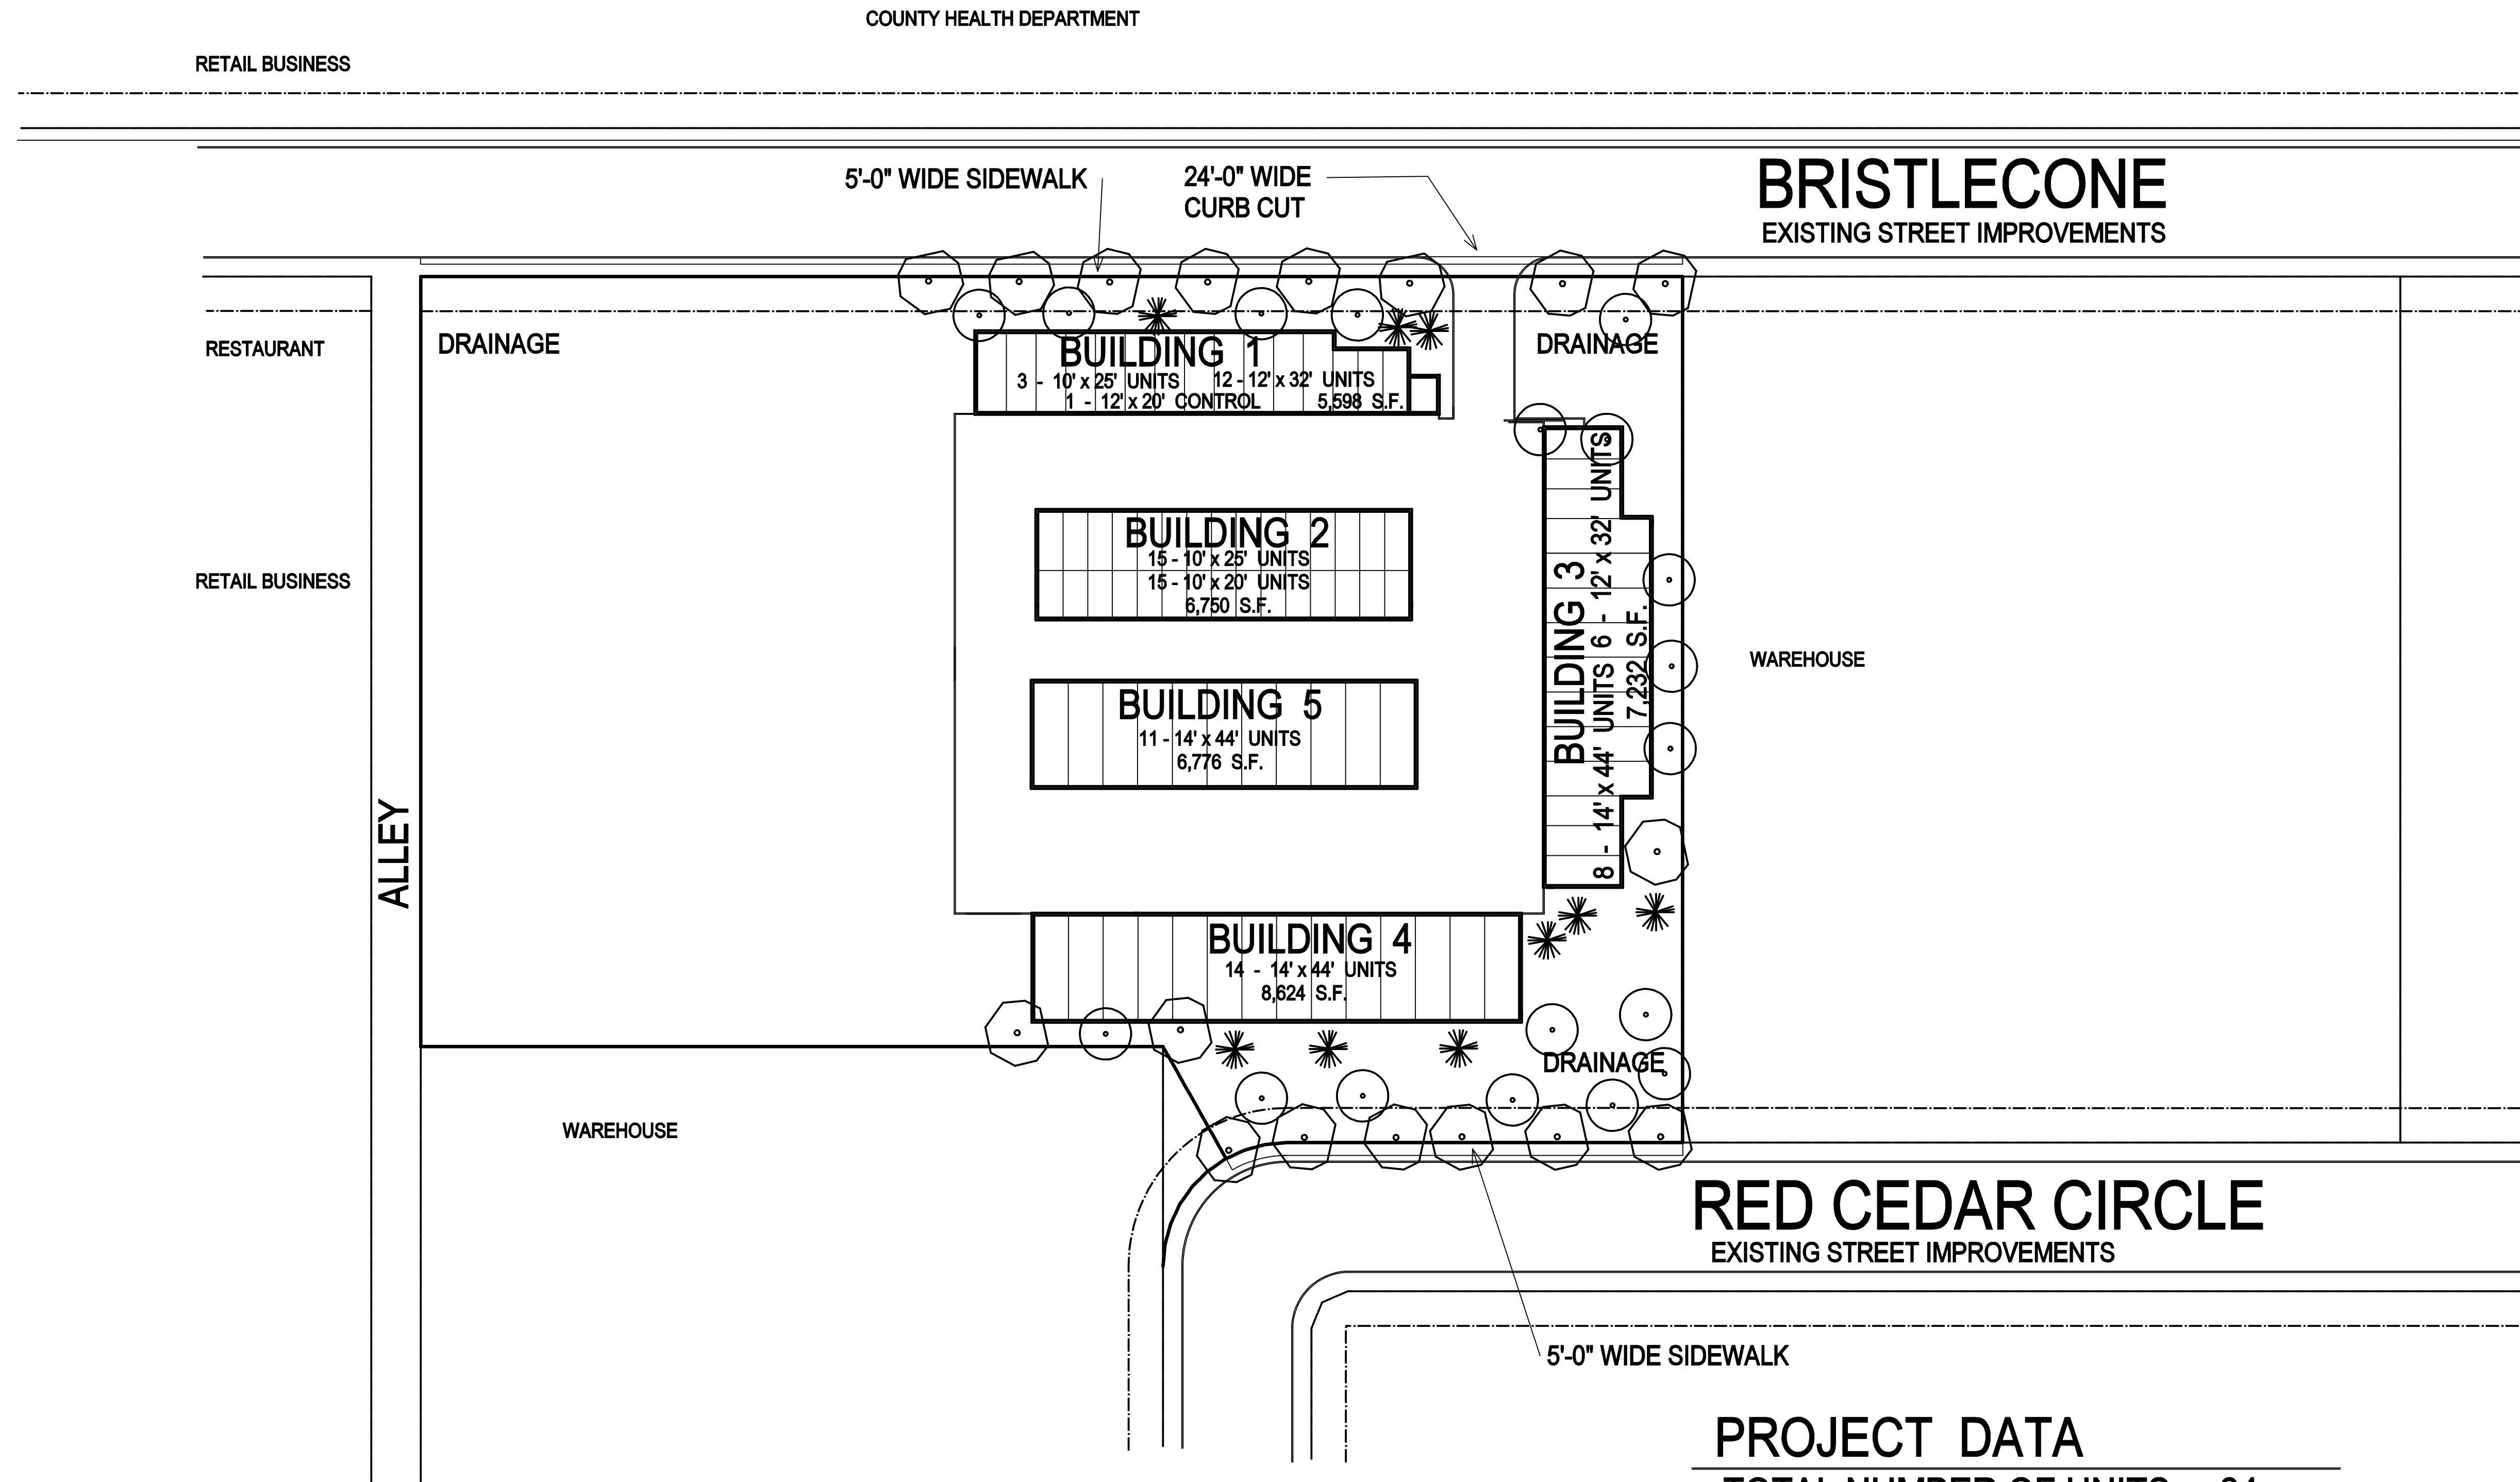 COUNTY HEALTH DEPARTMENT
RETAIL BUSINESS
5'-0" WIDE SIDEWALK
24'-0" WIDE
CURB CUT
BRISTLECONE
EXISTING STREET IMPROVEMENTS
RESTAURANT
DRAINAGE
DRAINAGE
BUILDING 1
3 - 10' x 25' UNITS 12 - 12' x 32' UNITS
1 - 12' x 20' CONTROL 5,598 S.F.
BUILDING 2
15 - 10' x 25' UNITS
15 - 10' x 20' UNITS
6,750 S.F.
RETAIL BUSINESS
BUILDING 3
8 - 14' x 44' UNITS 6 - 12' x 32' UNITS
7,232 S.F.
WAREHOUSE
BUILDING 5
11 - 14' x 44' UNITS
6,776 S.F.
ALLEY
BUILDING 4
14 - 14' x 44' UNITS
8,624 S.F.
DRAINAGE
WAREHOUSE
RED CEDAR CIRCLE
EXISTING STREET IMPROVEMENTS
5'-0" WIDE SIDEWALK
PROJECT DATA
TOTAL NUMBER OF UNITS